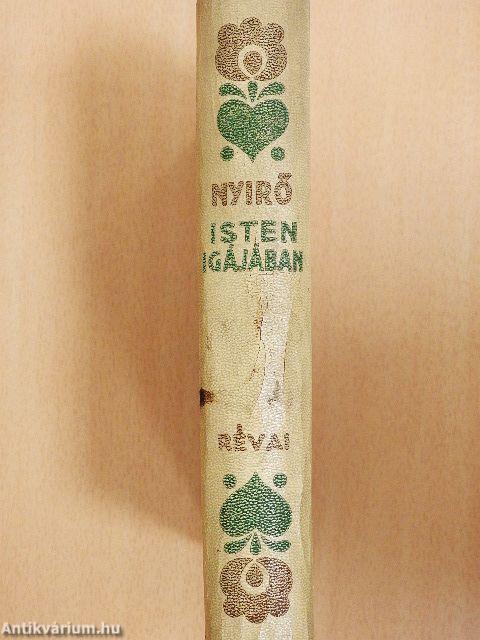 NYIRŐ
ISTEN
IGÁJÁBAN
RÉVAI
Antikvárium.hu